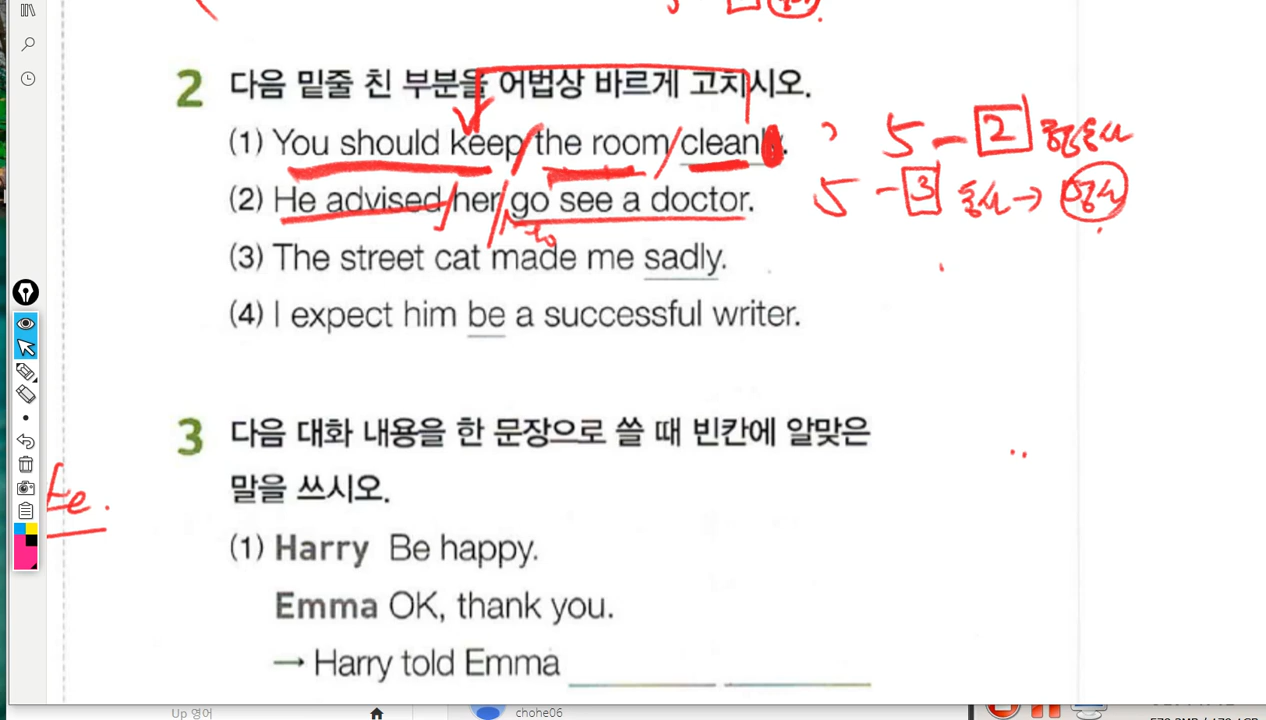 2 다음 밑줄 친 부분을 어법상 바르게 고치시오.
(1) You should keep the room cleanly.
5 - 2 형용사
(2) He advised her go see a doctor.
to
5 - 3 동사 →
(3) The street cat made me sadly.
(4) I expect him be a successful writer.
3 다음 대화 내용을 한 문장으로 쓸 때 빈칸에 알맞은
말을 쓰시오.
(1) Harry Be happy.
Emma OK, thank you.
→ Harry told Emma
Up 영어
chohe06